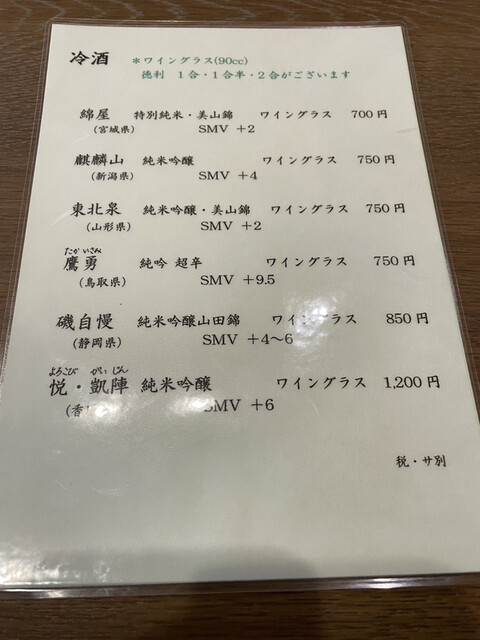 冷酒 ＊ワイングラス(90cc)
徳利 1合・1合半・2合がございます
綿屋 特別純米・美山錦 ワイングラス 700円
(宮城県) SMV ＋2
麒麟山 純米吟醸 ワイングラス 750円
(新潟県) SMV ＋4
東北泉 純米吟醸・美山錦 ワイングラス 750円
(山形県) SMV ＋2
たかいさみ
鷹勇 純吟 超辛 ワイングラス 750円
(鳥取県) SMV ＋9.5
磯自慢 純米吟醸山田錦 ワイングラス 850円
(静岡県) SMV ＋4〜6
よろこび がいじん
悦・凱陣 純米吟醸 ワイングラス 1,200円
(香 SMV ＋6
税・サ別